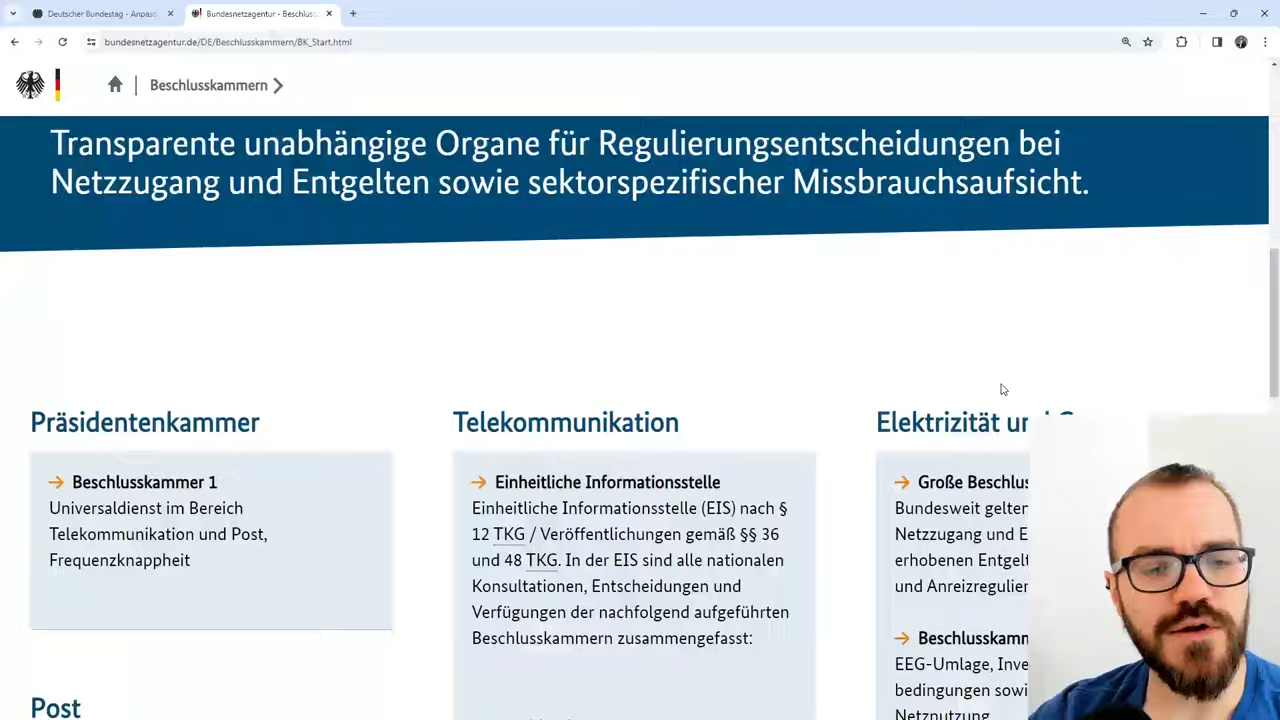 Deutscher Bundestag - Anpass
Bundesnetzagentur - Beschluss
bundesnetzagentur.de/DE/Beschlusskammern/BK_Start.html
Beschlusskammern
Transparente unabhängige Organe für Regulierungsentscheidungen bei
Netzzugang und Entgelten sowie sektorspezifischer Missbrauchsaufsicht.
Präsidentenkammer
Beschlusskammer 1
Universaldienst im Bereich
Telekommunikation und Post,
Frequenzknappheit
Post
Telekommunikation
Einheitliche Informationsstelle
Einheitliche Informationsstelle (EIS) nach §
12 TKG / Veröffentlichungen gemäß §§ 36
und 48 TKG. In der EIS sind alle nationalen
Konsultationen, Entscheidungen und
Verfügungen der nachfolgend aufgeführten
Beschlusskammern zusammengefasst:
Elektrizität
Große Beschlus
Bundesweit gelten
Netzzugang und E
erhobenen Entgelt
und Anreizregulier
Beschlusskamm
EEG-Umlage, Inve
bedingungen sowi
Netznutzung